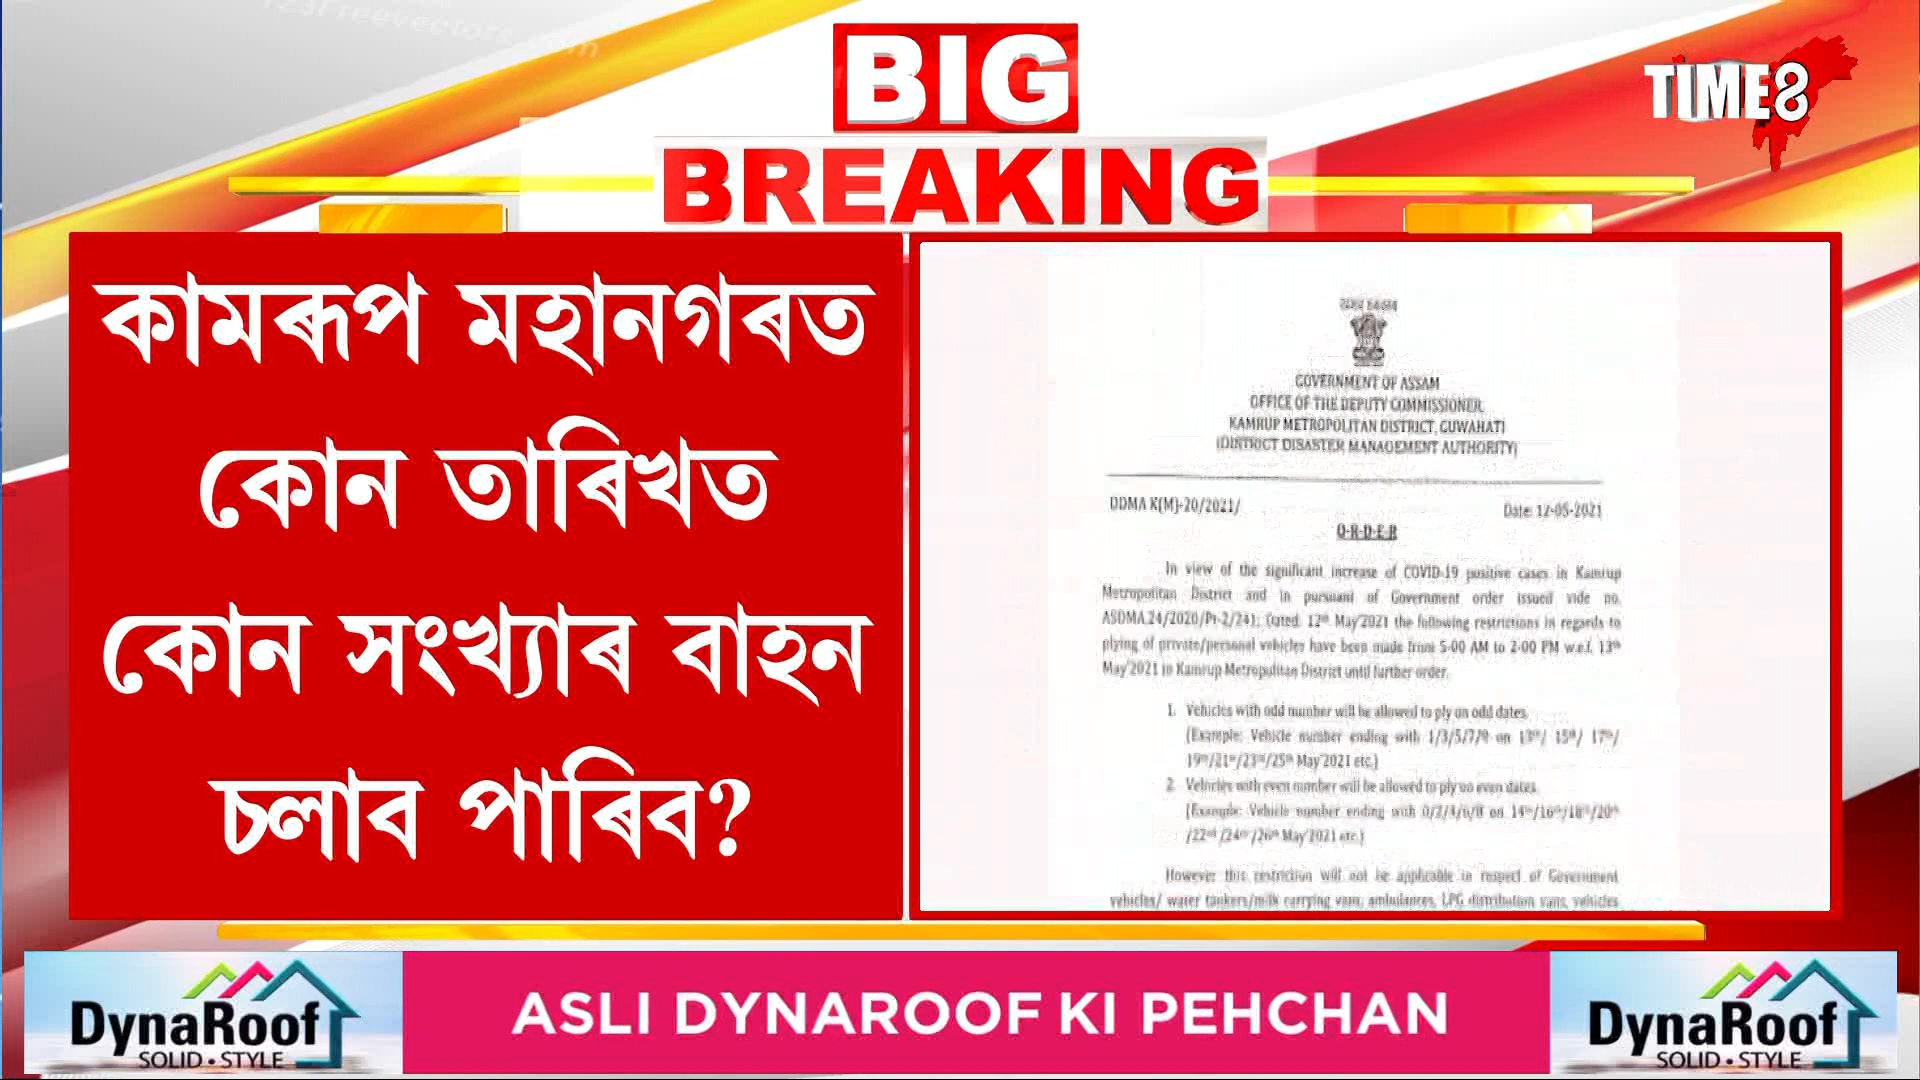 123Freevectors.com
BIG
BREAKING
TIME8
কামৰূপ মহানগৰত
কোন তাৰিখত
কোন সংখ্যাৰ বাহন
চলাব পাৰিব?
GOVERNMENT OF ASSAM
OFFICE OF THE DEPUTY COMMISSIONER
KAMRUP METROPOLITAN DISTRICT, GUWAHATI
(DISTRICT DISASTER MANAGEMENT AUTHORITY)
DDMA K(M)-20/2021/
Date: 12-05-2021
O-R-D-E-R
In view of the significant increase of COVID-19 positive cases in Kamrup
Metropolitan District and in pursuant of Government order issued vide no.
ASDMA.24/2020/Pt-2/241; Dated 12th May'2021 the following restrictions in regards to
plying of private/personal vehicles have been made from 5-00 AM to 2-00 PM w.e.f. 13th
May'2021 in Kamrup Metropolitan District until further order.
1. Vehicles with odd number will be allowed to ply on odd dates.
(Example: Vehicle number ending with 1/3/5/7/9 on 13th/ 15th/ 17th/
19th/21st/23rd/25th May'2021 etc.)
2. Vehicles with even number will be allowed to ply on even dates.
(Example: Vehicle number ending with 0/2/4/6/8 on 14th/16th/18th/20th
/22nd /24th /26th May'2021 etc.)
However this restriction will not be applicable in respect of Government
vehicles/ water tankers/milk carrying vans, ambulances, LPG distribution vans, vehicles
DynaRoof
SOLID • STYLE
ASLI DYNAROOF KI PEHCHAN
DynaRoof
SOLID • STYLE